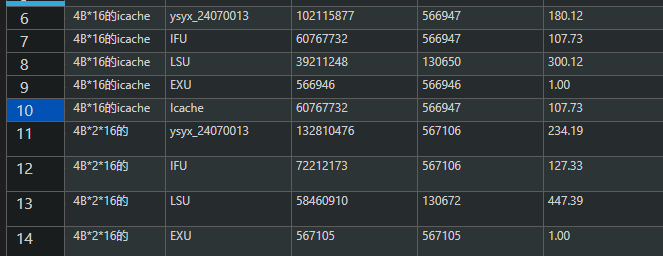 6 4B*16的icache ysyx_24070013 102115877 566947 180.12
7 4B*16的icache IFU 60767732 566947 107.73
8 4B*16的icache LSU 39211248 130650 300.12
9 4B*16的icache EXU 566946 566946 1.00
10 4B*16的icache Icache 60767732 566947 107.73
11 4B*2*16的 ysyx_24070013 132810476 567106 234.19
12 4B*2*16的 IFU 72212173 567106 127.33
13 4B*2*16的 LSU 58460910 130672 447.39
14 4B*2*16的 EXU 567105 567105 1.00